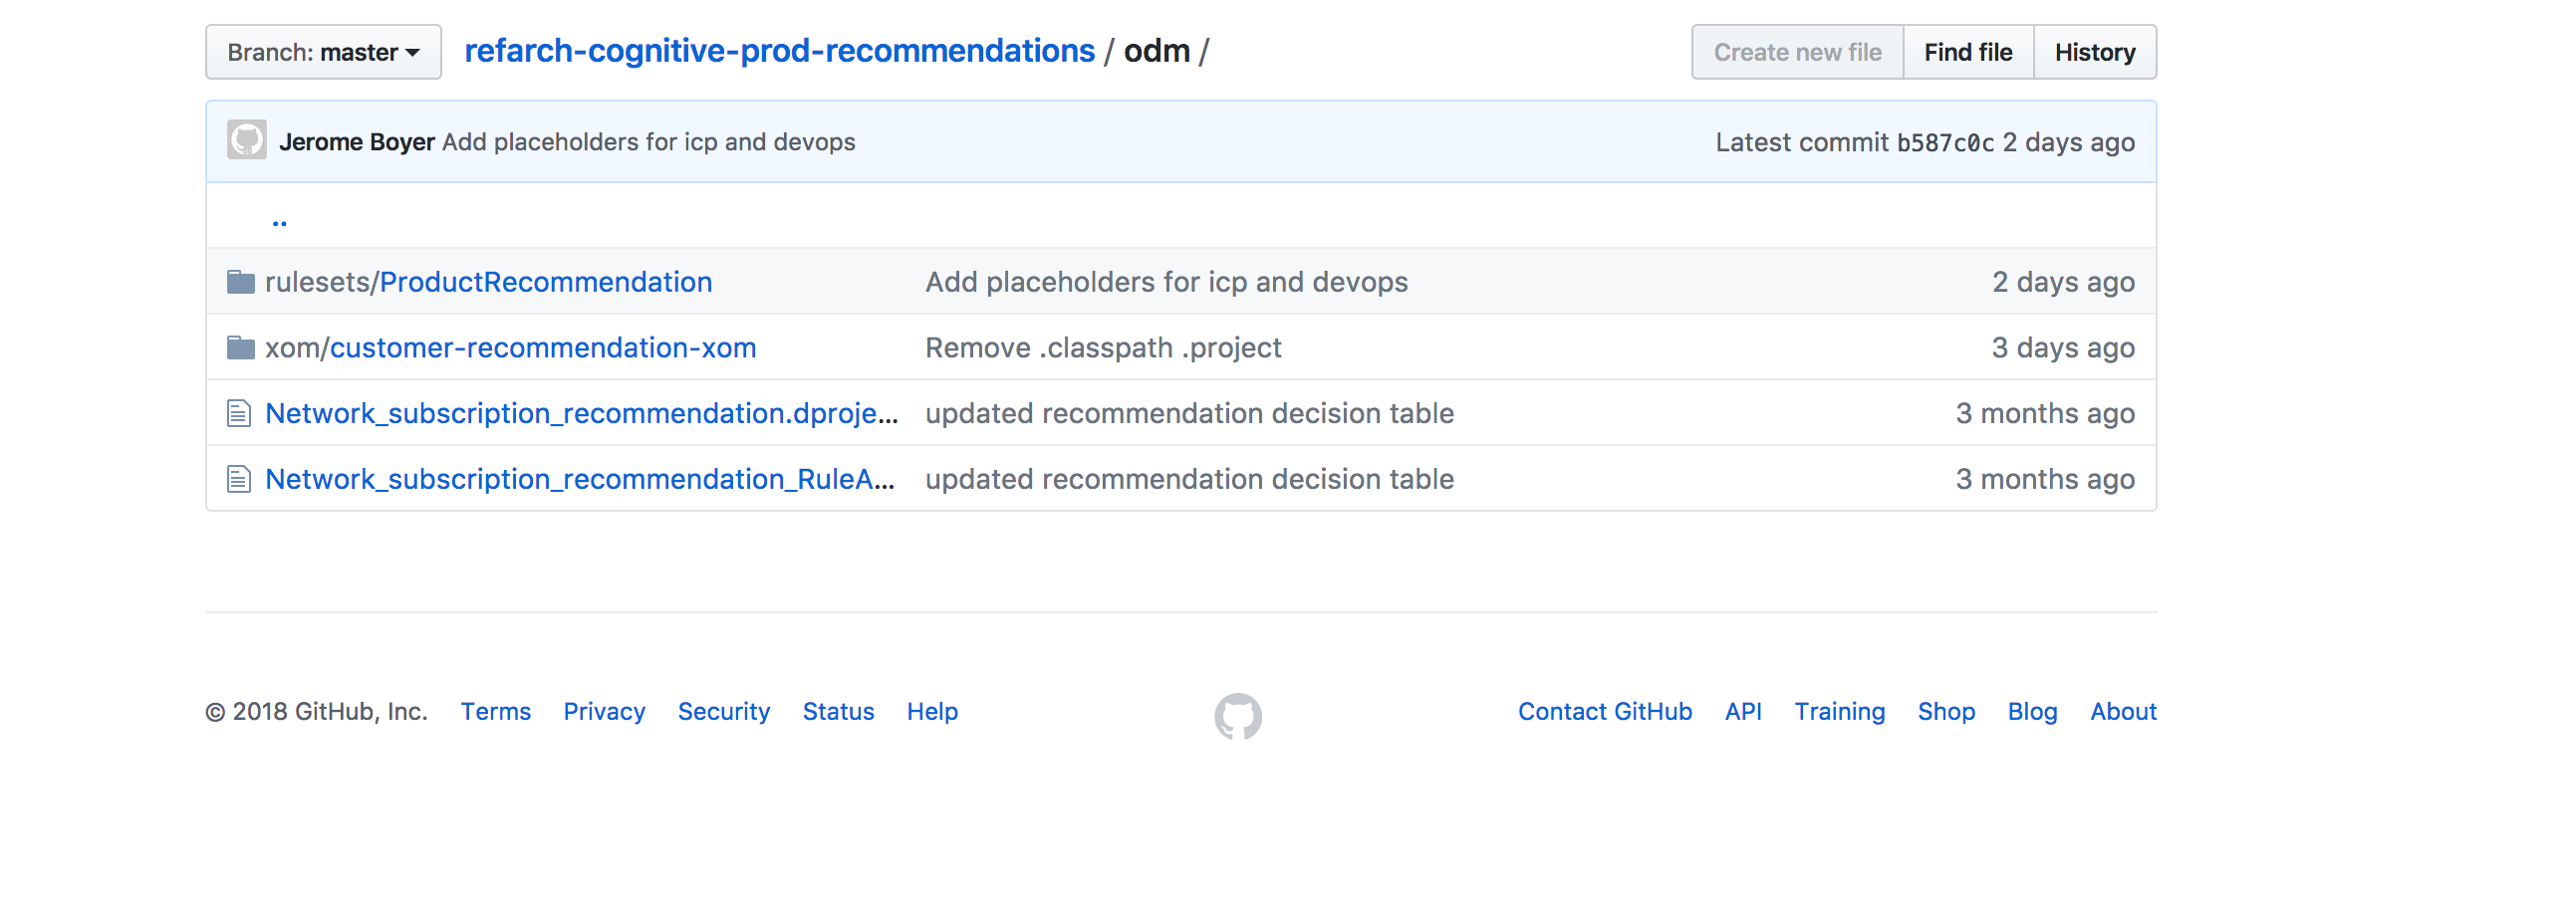 Branch: master refarch-cognitive-prod-recommendations / odm / Create new file Find file History
Jerome Boyer Add placeholders for icp and devops Latest commit b587c0c 2 days ago
..
rulesets/ProductRecommendation Add placeholders for icp and devops 2 days ago
xom/customer-recommendation-xom Remove .classpath .project 3 days ago
Network_subscription_recommendation.dproje... updated recommendation decision table 3 months ago
Network_subscription_recommendation_RuleA... updated recommendation decision table 3 months ago
© 2018 GitHub, Inc. Terms Privacy Security Status Help Contact GitHub API Training Shop Blog About